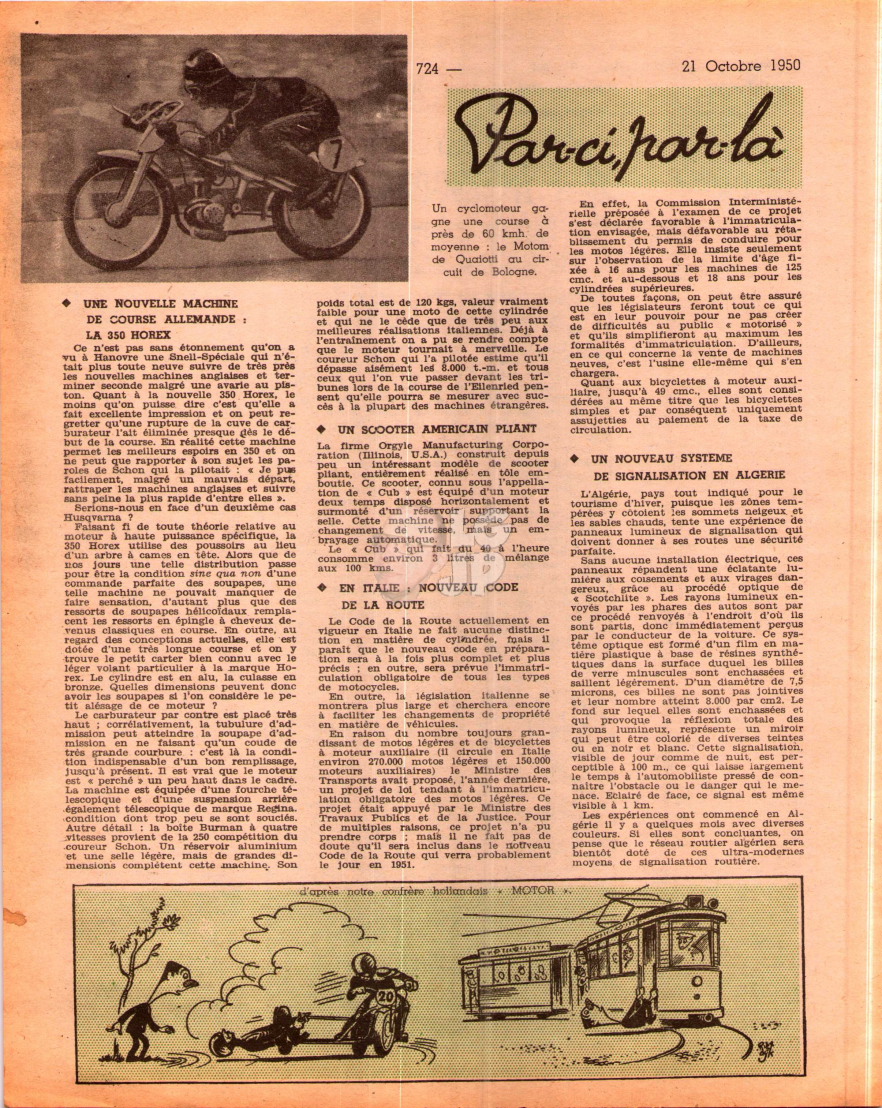 724 —
21 Octobre 1950
Par-ci, par-là
Un cyclomoteur ga-
gne une course à
près de 60 kmh. de
moyenne : le Motom
de Quaiotti au cir-
cuit de Bologne.
◆ UNE NOUVELLE MACHINE
DE COURSE ALLEMANDE :
LA 350 HOREX
Ce n'est pas sans étonnement qu'on a
vu à Hanovre une Snell-Spéciale qui n'é-
tait plus toute neuve suivre de très près
les nouvelles machines anglaises et ter-
miner seconde malgré une avarie au pis-
ton. Quant à la nouvelle 350 Horex, le
moins qu'on puisse dire c'est qu'elle a
fait excellente impression et on peut re-
gretter qu'une rupture de la cuve de car-
burateur l'ait éliminée presque dès le dé-
but de la course. En réalité cette machine
permet les meilleurs espoirs en 350 et on
ne peut que rapporter à son sujet les pa-
roles de Schon qui la pilotait : « Je pus
facilement, malgré un mauvais départ,
rattraper les machines anglaises et suivre
sans peine la plus rapide d'entre elles ».
Serions-nous en face d'un deuxième cas
Husqvarna ?
Faisant fi de toute théorie relative au
moteur à haute puissance spécifique, la
350 Horex utilise des poussoirs au lieu
d'un arbre à cames en tête. Alors que de
nos jours une telle distribution passe
pour être la condition sine qua non d'une
commande parfaite des soupapes, une
telle machine ne pouvait manquer de
faire sensation, d'autant plus que des
ressorts de soupapes hélicoïdaux rempla-
cent les ressorts en épingle à cheveux de-
venus classiques en course. En outre, au
regard des conceptions actuelles, elle est
dotée d'une très longue course et on y
trouve le petit carter bien connu avec le
léger volant particulier à la marque Ho-
rex. Le cylindre est en alu, la culasse en
bronze. Quelles dimensions peuvent donc
avoir les soupapes si l'on considère le pe-
tit alésage de ce moteur ?
Le carburateur par contre est placé très
haut ; corrélativement, la tubulure d'ad-
mission peut atteindre la soupape d'ad-
mission en ne faisant qu'un coude de
très grande courbure : c'est là la condi-
tion indispensable d'un bon remplissage,
jusqu'à présent. Il est vrai que le moteur
est « perché » un peu haut dans le cadre.
La machine est équipée d'une fourche té-
lescopique et d'une suspension arrière
également télescopique de marque Regina.
condition dont trop peu se sont souciés.
Autre détail : la boîte Burman à quatre
vitesses provient de la 250 compétition du
coureur Schon. Un réservoir aluminium
et une selle légère, mais de grandes di-
mensions complètent cette machine. Son
poids total est de 120 kgs, valeur vraiment
faible pour une moto de cette cylindrée
et qui ne le cède que de très peu aux
meilleures réalisations italiennes. Déjà à
l'entraînement on a pu se rendre compte
que le moteur tournait à merveille. Le
coureur Schon qui l'a pilotée estime qu'il
dépasse aisément les 8.000 t.-m. et tous
ceux qui l'on vue passer devant les tri-
bunes lors de la course de l'Ellenried pen-
sent qu'elle pourra se mesurer avec suc-
cès à la plupart des machines étrangères.
◆ UN SCOOTER AMERICAIN PLIANT
La firme Orgyle Manufacturing Corpo-
ration (Illinois, U.S.A.) construit depuis
peu un intéressant modèle de scooter
pliant, entièrement réalisé en tôle em-
boutie. Ce scooter, connu sous l'appella-
tion de « Cub » est équipé d'un moteur
deux temps disposé horizontalement et
surmonté d'un réservoir supportant la
selle. Cette machine ne possède pas de
changement de vitesse, mais un em-
brayage automatique.
Le « Cub » qui fait du 40 à l'heure
consomme environ 3 litres de mélange
aux 100 kms.
◆ EN ITALIE : NOUVEAU CODE
DE LA ROUTE
Le Code de la Route actuellement en
vigueur en Italie ne fait aucune distinc-
tion en matière de cylindrée, mais il
paraît que le nouveau code en prépara-
tion sera à la fois plus complet et plus
précis ; en outre, sera prévue l'immatri-
culation obligatoire de tous les types
de motocycles.
En outre, la législation italienne se
montrera plus large et cherchera encore
à faciliter les changements de propriété
en matière de véhicules.
En raison du nombre toujours gran-
dissant de motos légères et de bicyclettes
à moteur auxiliaire (il circule en Italie
environ 270.000 motos légères et 150.000
moteurs auxiliaires) le Ministre des
Transports avait proposé, l'année dernière,
un projet de loi tendant à l'immatricu-
lation obligatoire des motos légères. Ce
projet était appuyé par le Ministre des
Travaux Publics et de la Justice. Pour
de multiples raisons, ce projet n'a pu
prendre corps ; mais il ne fait pas de
doute qu'il sera inclus dans le nouveau
Code de la Route qui verra probablement
le jour en 1951.
En effet, la Commission Interministé-
rielle préposée à l'examen de ce projet
s'est déclarée favorable à l'immatricula-
tion envisagée, mais défavorable au réta-
blissement du permis de conduire pour
les motos légères. Elle insiste seulement
sur l'observation de la limite d'âge fi-
xée à 16 ans pour les machines de 125
cmc. et au-dessous et 18 ans pour les
cylindrées supérieures.
De toutes façons, on peut être assuré
que les législateurs feront tout ce qui
est en leur pouvoir pour ne pas créer
de difficultés au public « motorisé »
et qu'ils simplifieront au maximum les
formalités d'immatriculation. D'ailleurs,
en ce qui concerne la vente de machines
neuves, c'est l'usine elle-même qui s'en
chargera.
Quant aux bicyclettes à moteur auxi-
liaire, jusqu'à 49 cmc., elles sont consi-
dérées au même titre que les bicyclettes
simples et par conséquent uniquement
assujetties au paiement de la taxe de
circulation.
◆ UN NOUVEAU SYSTEME
DE SIGNALISATION EN ALGERIE
L'Algérie, pays tout indiqué pour le
tourisme d'hiver, puisque les zônes tem-
pérées y côtoient les sommets neigeux et
les sables chauds, tente une expérience de
panneaux lumineux de signalisation qui
doivent donner à ses routes une sécurité
parfaite.
Sans aucune installation électrique, ces
panneaux répandent une éclatante lu-
mière aux coisements et aux virages dan-
gereux, grâce au procédé optique de
« Scotchlite ». Les rayons lumineux en-
voyés par les phares des autos sont par
ce procédé renvoyés à l'endroit d'où ils
sont partis, donc immédiatement perçus
par le conducteur de la voiture. Ce sys-
tème optique est formé d'un film en ma-
tière plastique à base de résines synthé-
tiques dans la surface duquel les billes
de verre minuscules sont enchassées et
saillent légèrement. D'un diamètre de 7,5
microns, ces billes ne sont pas jointives
et leur nombre atteint 8.000 par cm2. Le
fond sur lequel elles sont enchassées et
qui provoque la réflexion totale des
rayons lumineux, représente un miroir
qui peut être coloré de diverses teintes
ou en noir et blanc. Cette signalisation,
visible de jour comme de nuit, est per-
ceptible à 100 m., ce qui laisse largement
le temps à l'automobiliste pressé de con-
naître l'obstacle ou le danger qui le me-
nace. Eclairé de face, ce signal est même
visible à 1 km.
Les expériences ont commencé en Al-
gérie il y a quelques mois avec diverses
couleurs. Si elles sont concluantes, on
pense que le réseau routier algérien sera
bientôt doté de ces ultra-modernes
moyens de signalisation routière.
d'après notre confrère hollandais « MOTOR ».
7
20